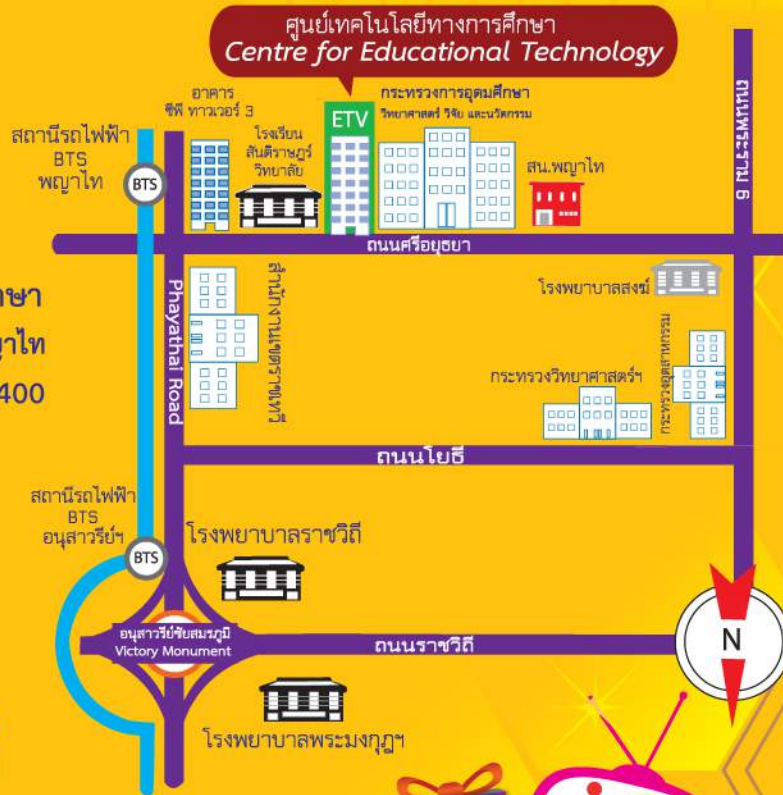 ศูนย์เทคโนโลยีทางการศึกษา
Centre for Educational Technology
อาคาร
ซีพี ทาวเวอร์ 3
โรงเรียน
สันติราษฎร์
วิทยาลัย
ETV
กระทรวงการอุดมศึกษา
วิทยาศาสตร์ วิจัย และนวัตกรรม
สน.พญาไท
ถนนพระราม 6
สถานีรถไฟฟ้า
BTS
พญาไท
BTS
ถนนศรีอยุธยา
Phayathai Road
สำนักงานเขตราชเทวี
โรงพยาบาลสงฆ์
กระทรวงวิทยาศาสตร์ฯ
กระทรวงอุตสาหกรรม
400
ถนนโยธี
สถานีรถไฟฟ้า
BTS
อนุสาวรีย์ฯ
BTS
โรงพยาบาลราชวิถี
อนุสาวรีย์ชัยสมรภูมิ
Victory Monument
ถนนราชวิถี
N
โรงพยาบาลพระมงกุฎฯ